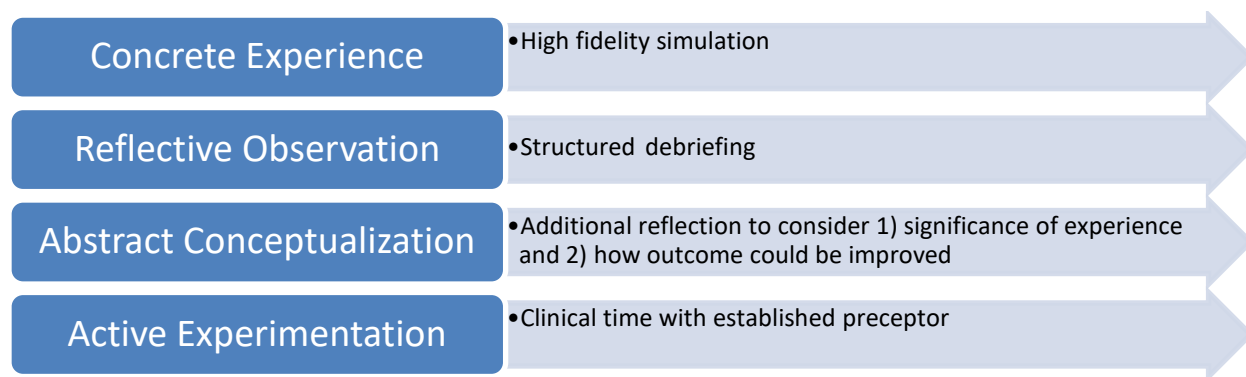 Concrete Experience
•High fidelity simulation
Reflective Observation
•Structured debriefing
Abstract Conceptualization
•Additional reflection to consider 1) significance of experience
and 2) how outcome could be improved
Active Experimentation
•Clinical time with established preceptor